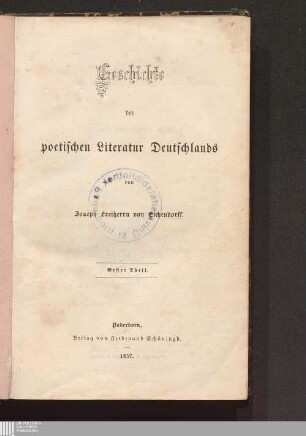 Geschichte
der
poetischen Literatur Deutschlands
von
Joseph Freiherrn von Eichendorff.
Erster Theil.
Paderborn,
Verlag von Ferdinand Schöningh.
1857.